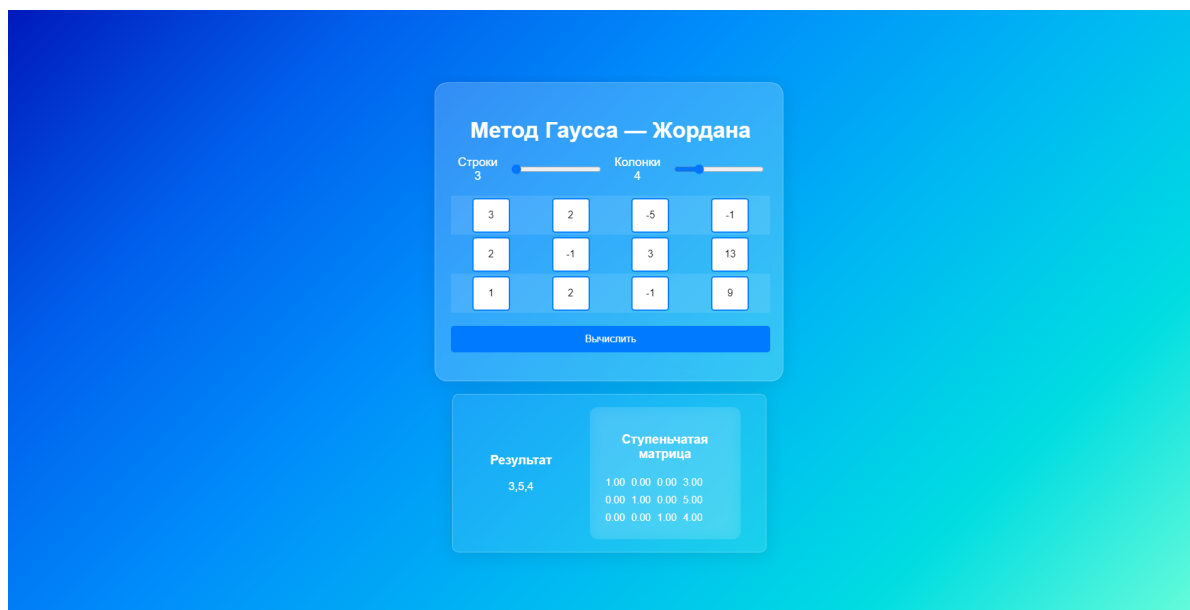 Метод Гаусса — Жордана
Строки
3
Колонки
4
3 2 -5 -1
2 -1 3 13
1 2 -1 9
Вычислить
Результат
3,5,4
Ступеньчатая
матрица
1.00 0.00 0.00 3.00
0.00 1.00 0.00 5.00
0.00 0.00 1.00 4.00